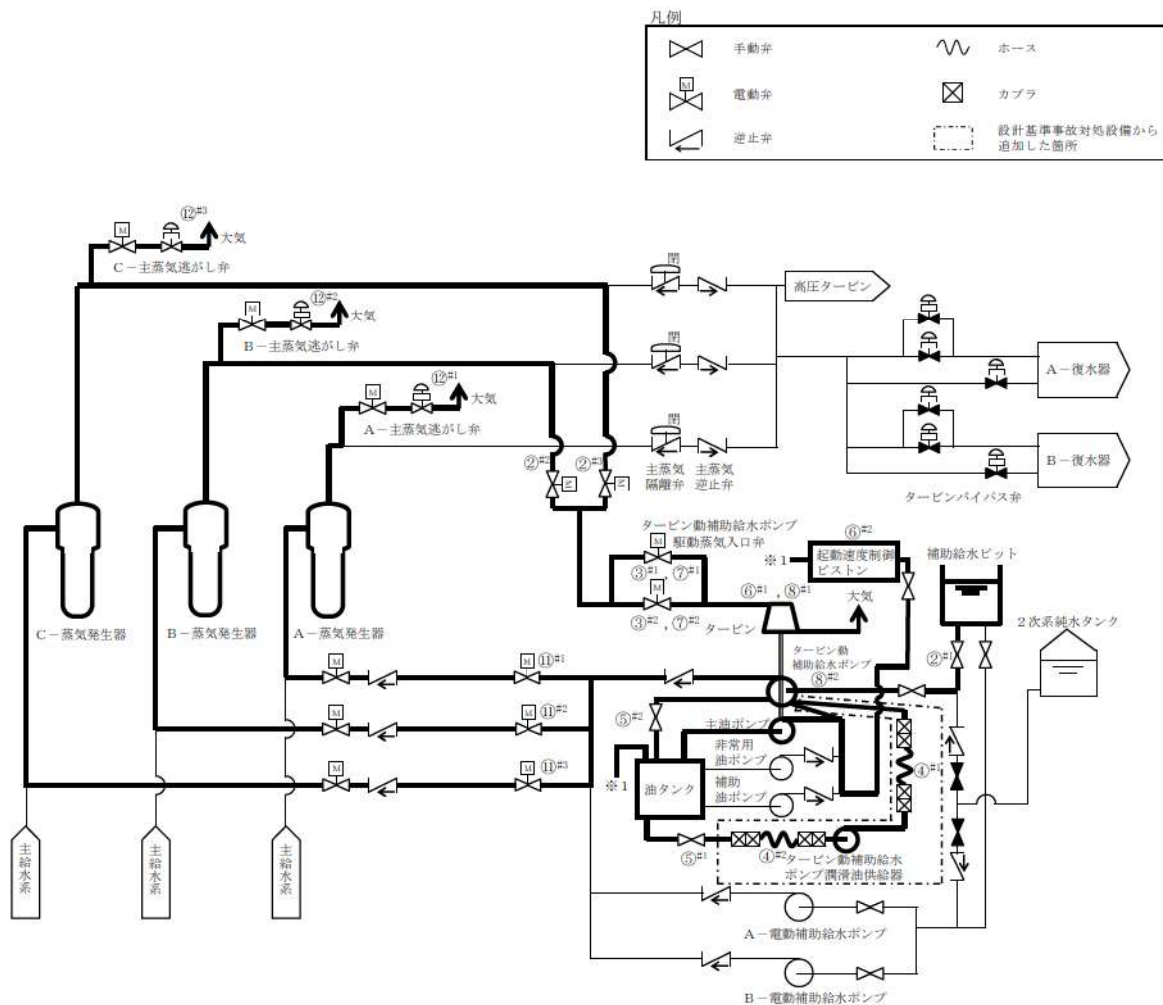 凡例
手動弁
ホース
M
電動弁
カプラ
逆止弁
設計基準事故対処設備から
追加した箇所
⑫#3
M
大気
C－主蒸気逃がし弁
⑫#2
M
大気
B－主蒸気逃がし弁
⑫#1
M
大気
A－主蒸気逃がし弁
閉
閉
閉
高圧タービン
A－復水器
B－復水器
主蒸気
隔離弁
主蒸気
逆止弁
タービンバイパス弁
②#2
②#3
M
M
タービン動補助給水ポンプ
駆動蒸気入口弁
M
③#1，⑦#1
M
③#2，⑦#2
⑥#1，⑧#1
タービン
大気
※1
⑥#2
起動速度制御
ピストン
補助給水ピット
2次系純水タンク
②#1
C－蒸気発生器
B－蒸気発生器
A－蒸気発生器
タービン動
補助給水ポンプ
⑧#2
M
M
⑪#1
M
M
⑪#2
M
M
⑪#3
⑤#2
主油ポンプ
非常用
油ポンプ
補助
油ポンプ
※1
油タンク
④#1
⑤#1
④#2
タービン動補助給水
ポンプ潤滑油供給器
主給水系
主給水系
主給水系
A－電動補助給水ポンプ
B－電動補助給水ポンプ